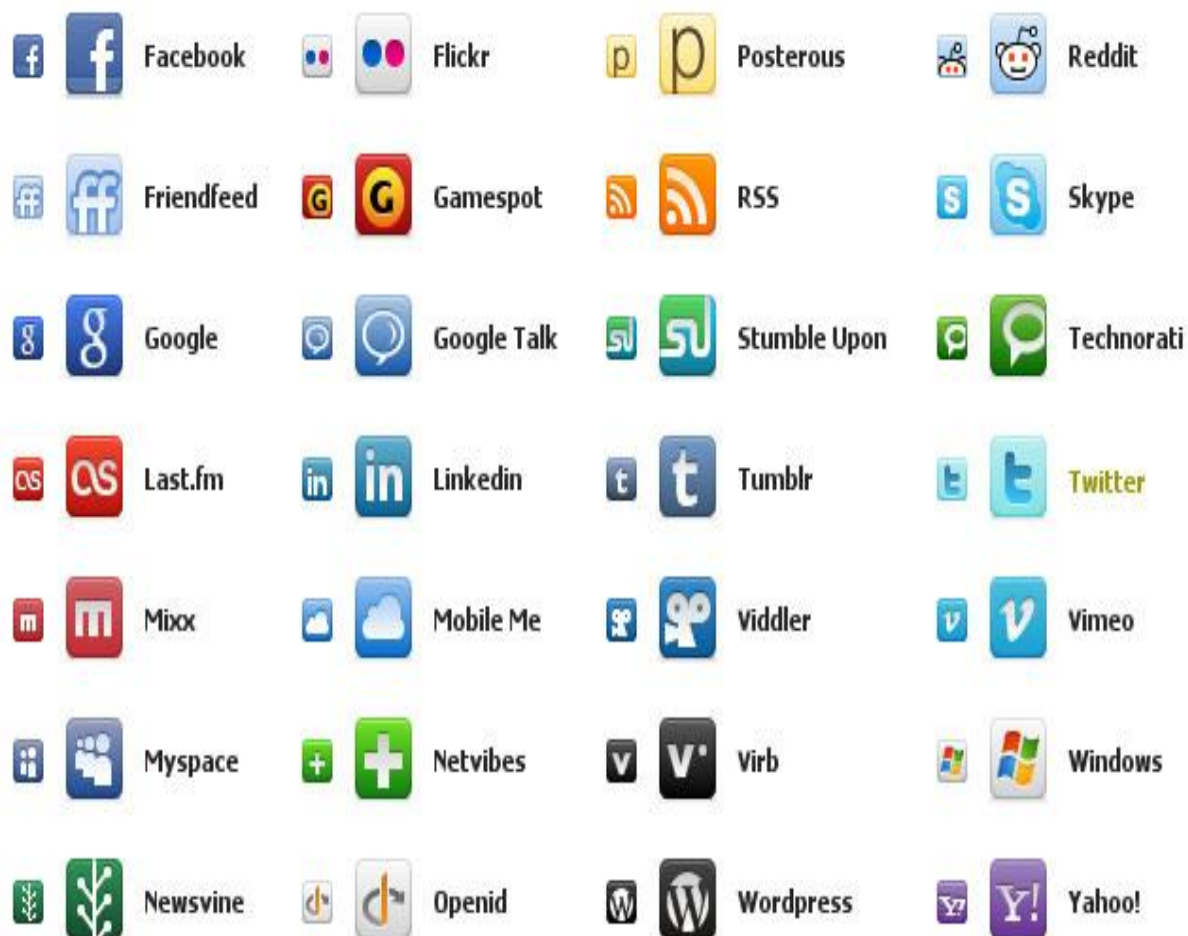 Facebook Flickr Posterous Reddit
Friendfeed Gamespot RSS Skype
Google Google Talk Stumble Upon Technorati
Last.fm Linkedin Tumblr Twitter
Mixx Mobile Me Viddler Vimeo
Myspace Netvibes Virb Windows
Newsvine Openid Wordpress Yahoo!